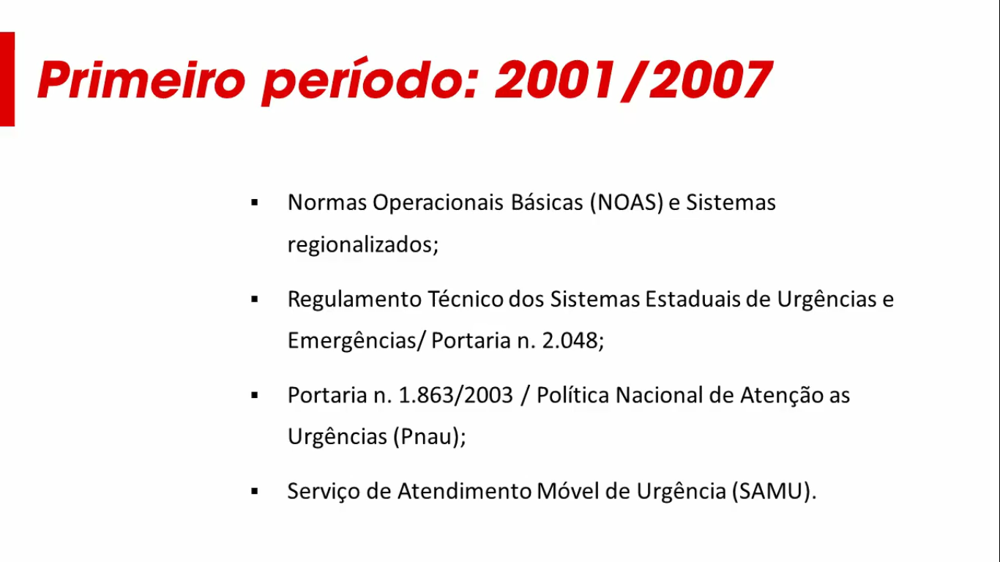 Primeiro período: 2001/2007
▪ Normas Operacionais Básicas (NOAS) e Sistemas
regionalizados;
▪ Regulamento Técnico dos Sistemas Estaduais de Urgências e
Emergências/ Portaria n. 2.048;
▪ Portaria n. 1.863/2003 / Política Nacional de Atenção as
Urgências (Pnau);
▪ Serviço de Atendimento Móvel de Urgência (SAMU).